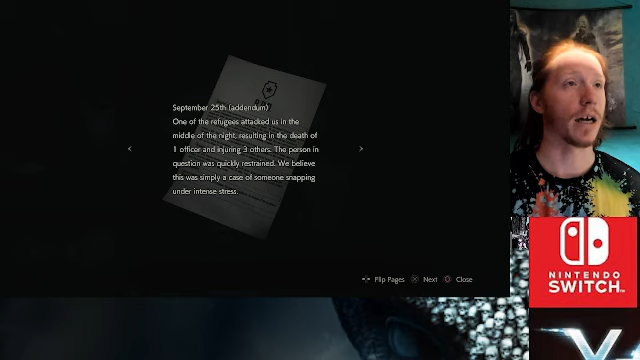 September 25th (addendum)
One of the refugees attacked us in the
middle of the night, resulting in the death of
1 officer and injuring 3 others. The person in
question was quickly restrained. We believe
this was simply a case of someone snapping
under intense stress.
Flip Pages Next Close
NINTENDO
SWITCH™